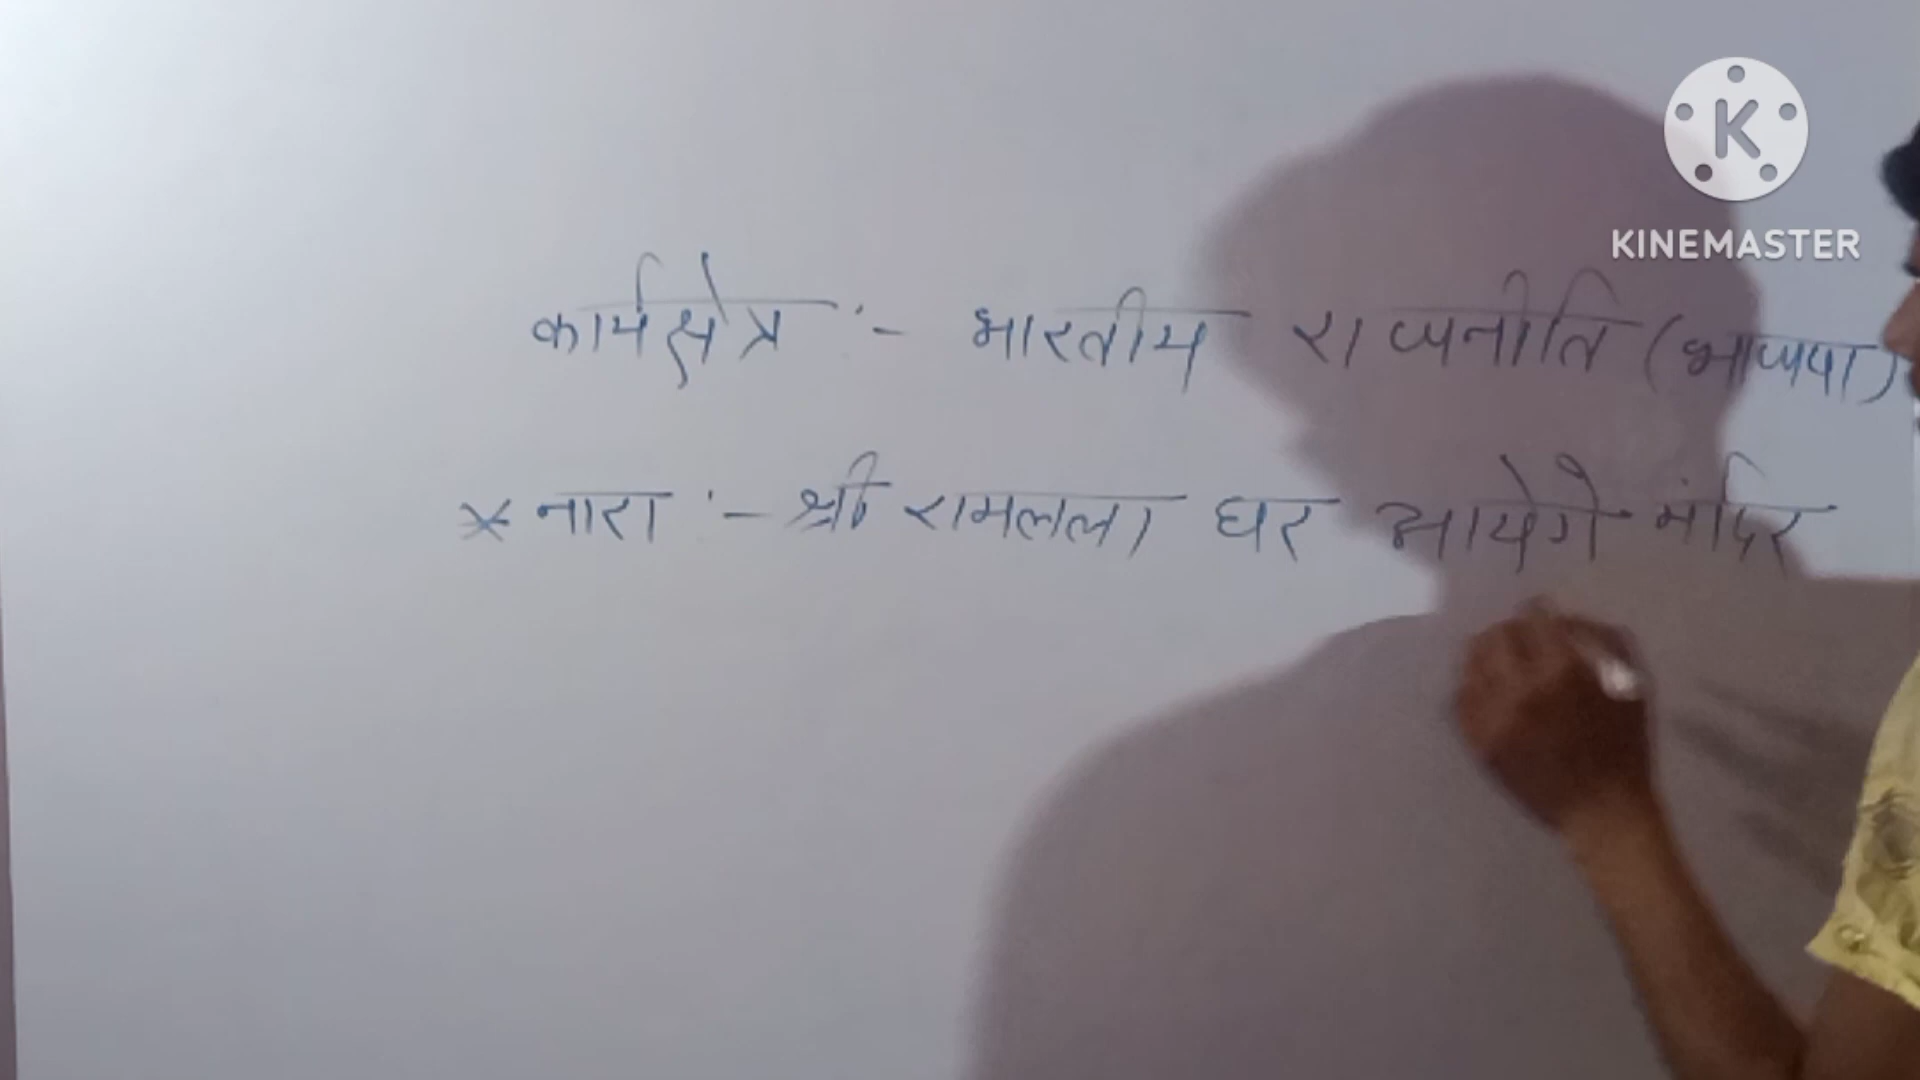 K
KINEMASTER
कार्यक्षेत्र :- भारतीय राजनीति (भाजपा)
* नारा :- श्री रामलला घर आयेगे मंदिर